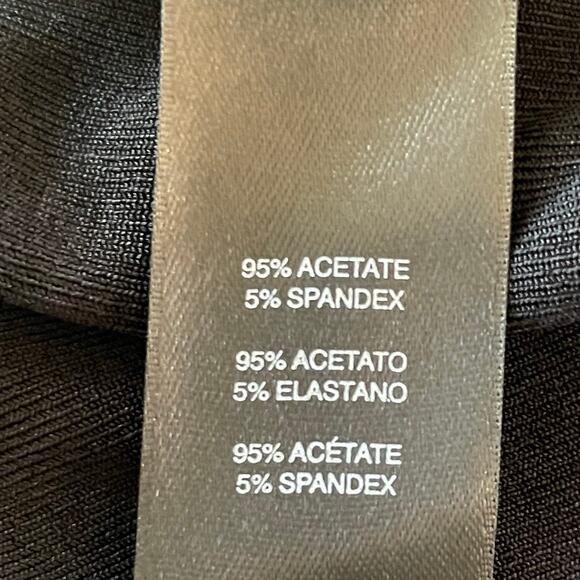 95% ACETATE
5% SPANDEX
95% ACETATO
5% ELASTANO
95% ACÉTATE
5% SPANDEX